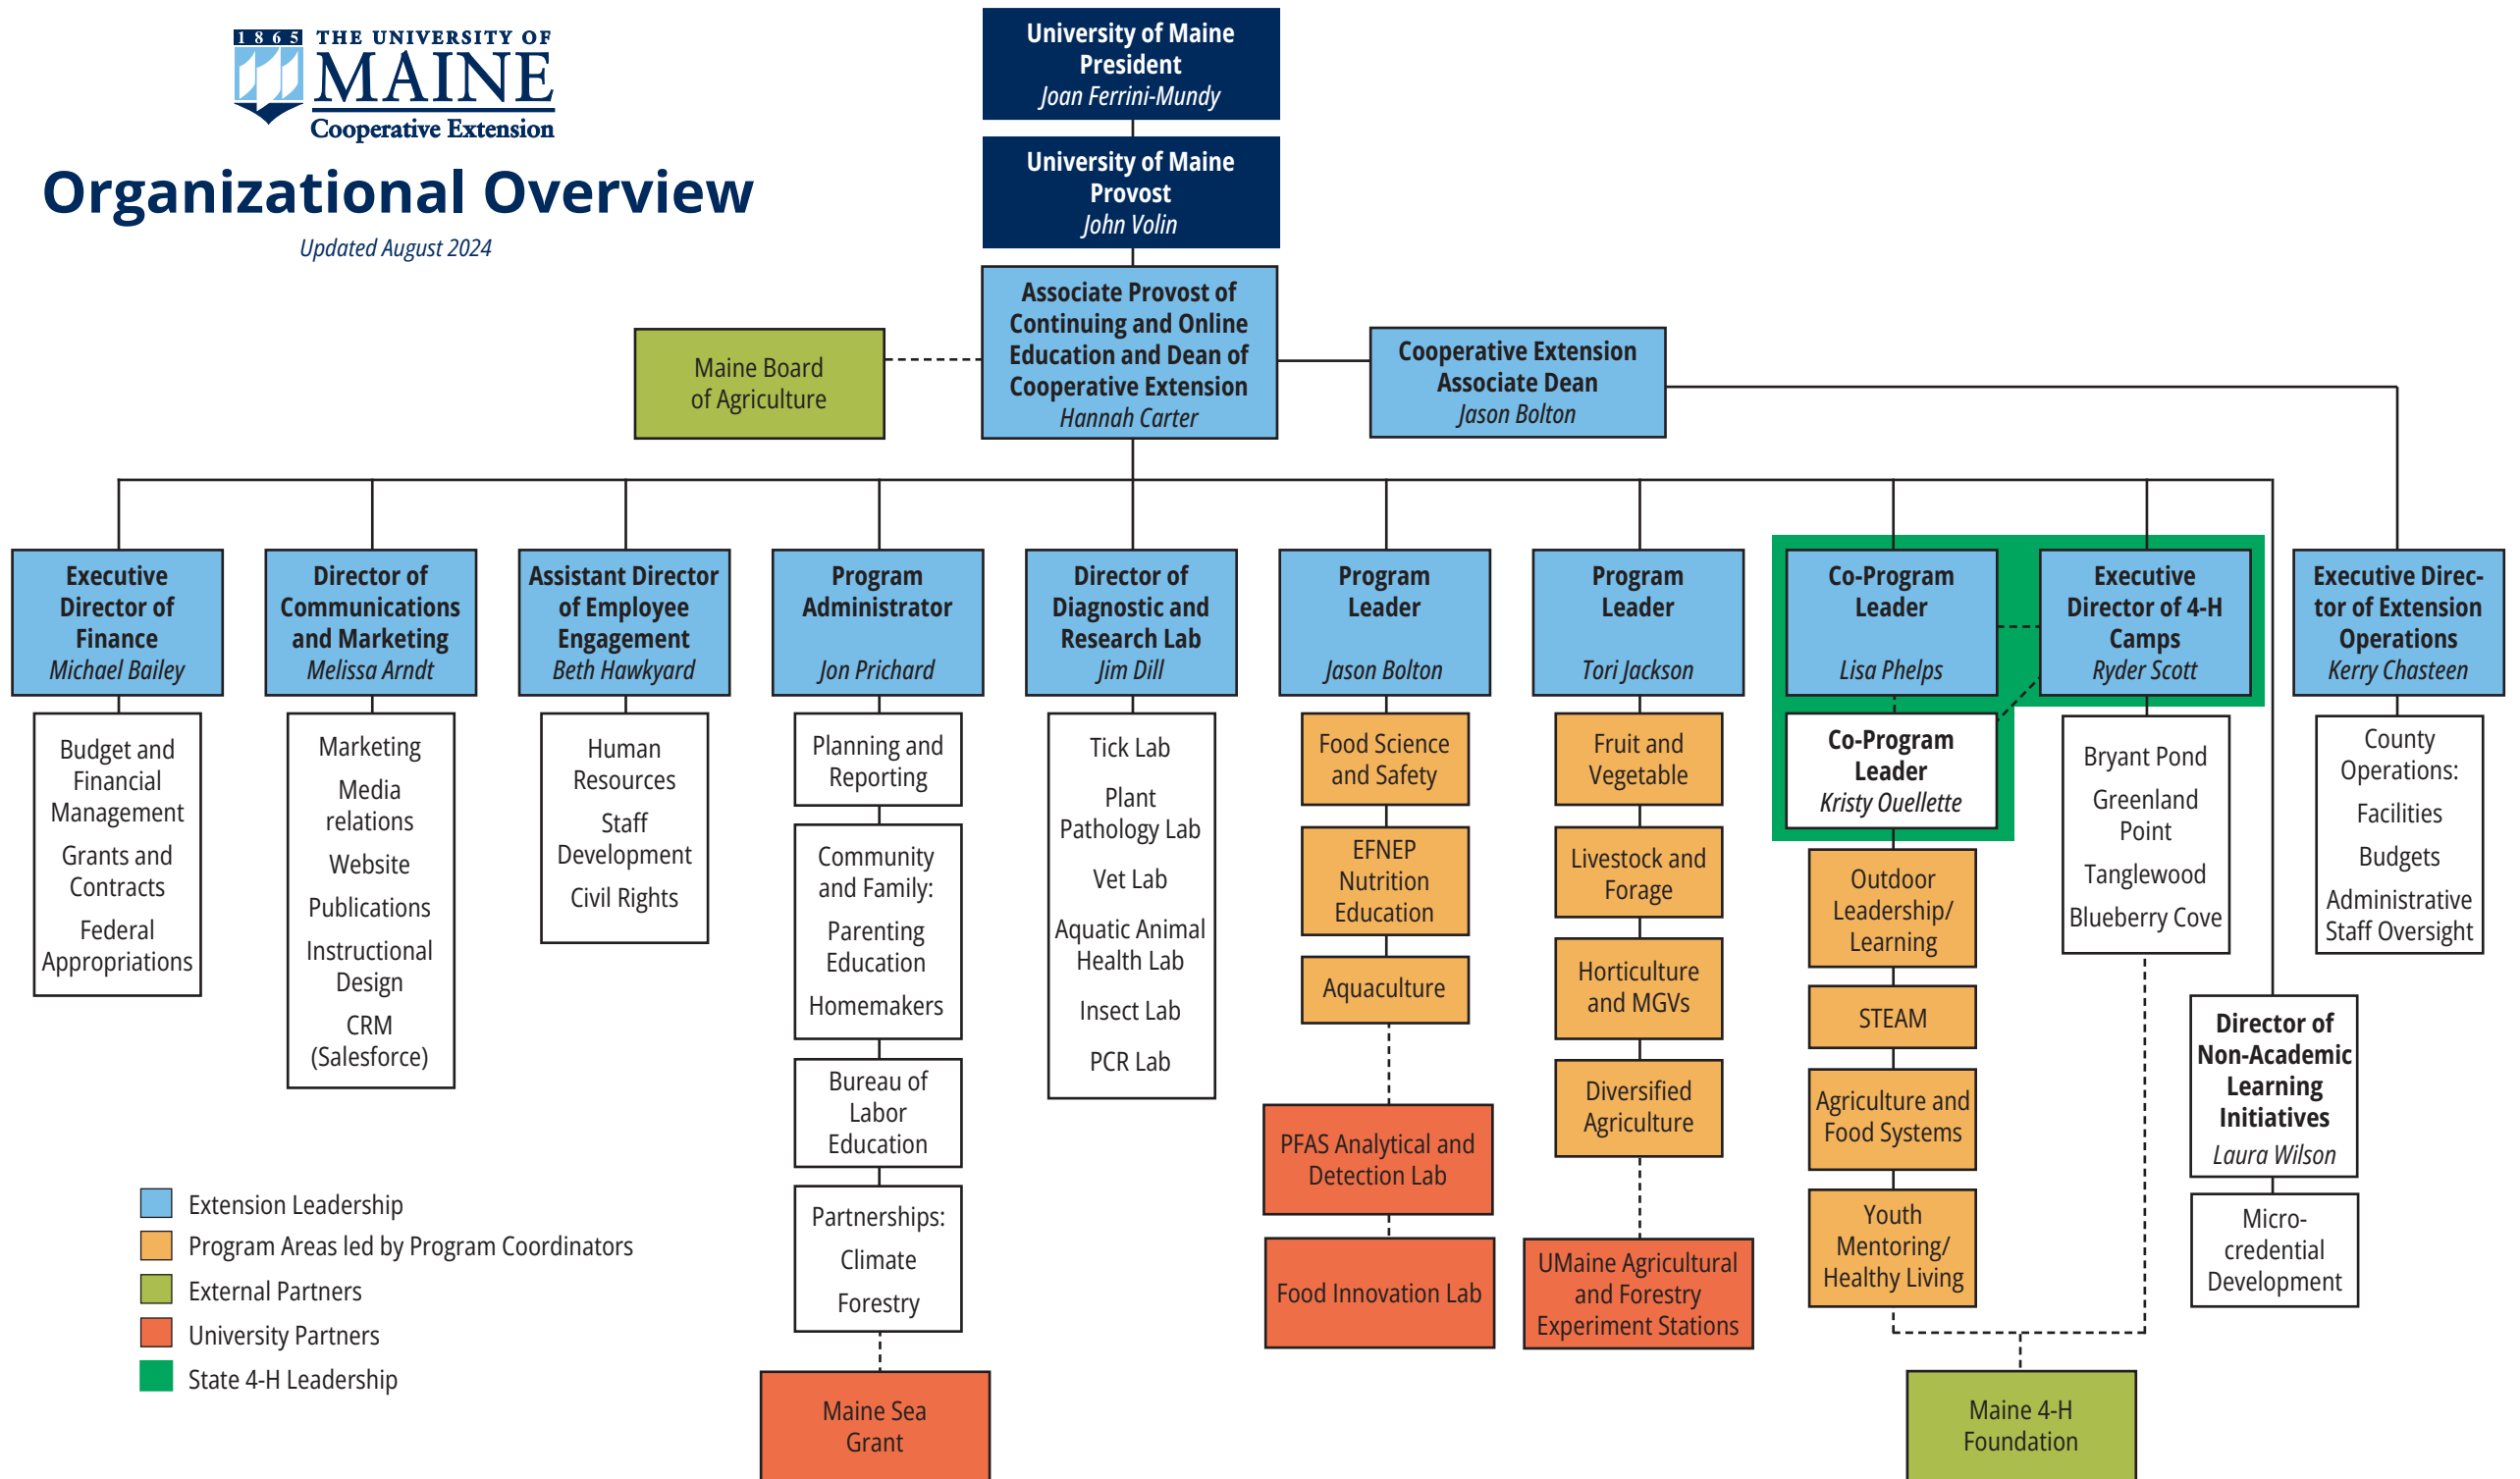 1865
THE UNIVERSITY OF
MAINE
Cooperative Extension
Organizational Overview
Updated August 2024
University of Maine
President
Joan Ferrini-Mundy
University of Maine
Provost
John Volin
Associate Provost of
Continuing and Online
Education and Dean of
Cooperative Extension
Hannah Carter
Maine Board
of Agriculture
Cooperative Extension
Associate Dean
Jason Bolton
Executive
Director of
Finance
Michael Bailey
Budget and
Financial
Management
Grants and
Contracts
Federal
Appropriations
Director of
Communications
and Marketing
Melissa Arndt
Marketing
Media
relations
Website
Publications
Instructional
Design
CRM
(Salesforce)
Assistant Director
of Employee
Engagement
Beth Hawkyard
Human
Resources
Staff
Development
Civil Rights
Program
Administrator
Jon Prichard
Planning and
Reporting
Community
and Family:
Parenting
Education
Homemakers
Bureau of
Labor
Education
Partnerships:
Climate
Forestry
Maine Sea
Grant
Director of
Diagnostic and
Research Lab
Jim Dill
Tick Lab
Plant
Pathology Lab
Vet Lab
Aquatic Animal
Health Lab
Insect Lab
PCR Lab
Program
Leader
Jason Bolton
Food Science
and Safety
EFNEP
Nutrition
Education
Aquaculture
PFAS Analytical and
Detection Lab
Food Innovation Lab
Program
Leader
Tori Jackson
Fruit and
Vegetable
Livestock and
Forage
Horticulture
and MGVs
Diversified
Agriculture
UMaine Agricultural
and Forestry
Experiment Stations
Co-Program
Leader
Lisa Phelps
Co-Program
Leader
Kristy Ouellette
Outdoor
Leadership/
Learning
STEAM
Agriculture and
Food Systems
Youth
Mentoring/
Healthy Living
Executive
Director of 4-H
Camps
Ryder Scott
Bryant Pond
Greenland
Point
Tanglewood
Blueberry Cove
Maine 4-H
Foundation
Director of
Non-Academic
Learning
Initiatives
Laura Wilson
Micro-
credential
Development
Executive Direc-
tor of Extension
Operations
Kerry Chasteen
County
Operations:
Facilities
Budgets
Administrative
Staff Oversight
Extension Leadership
Program Areas led by Program Coordinators
External Partners
University Partners
State 4-H Leadership